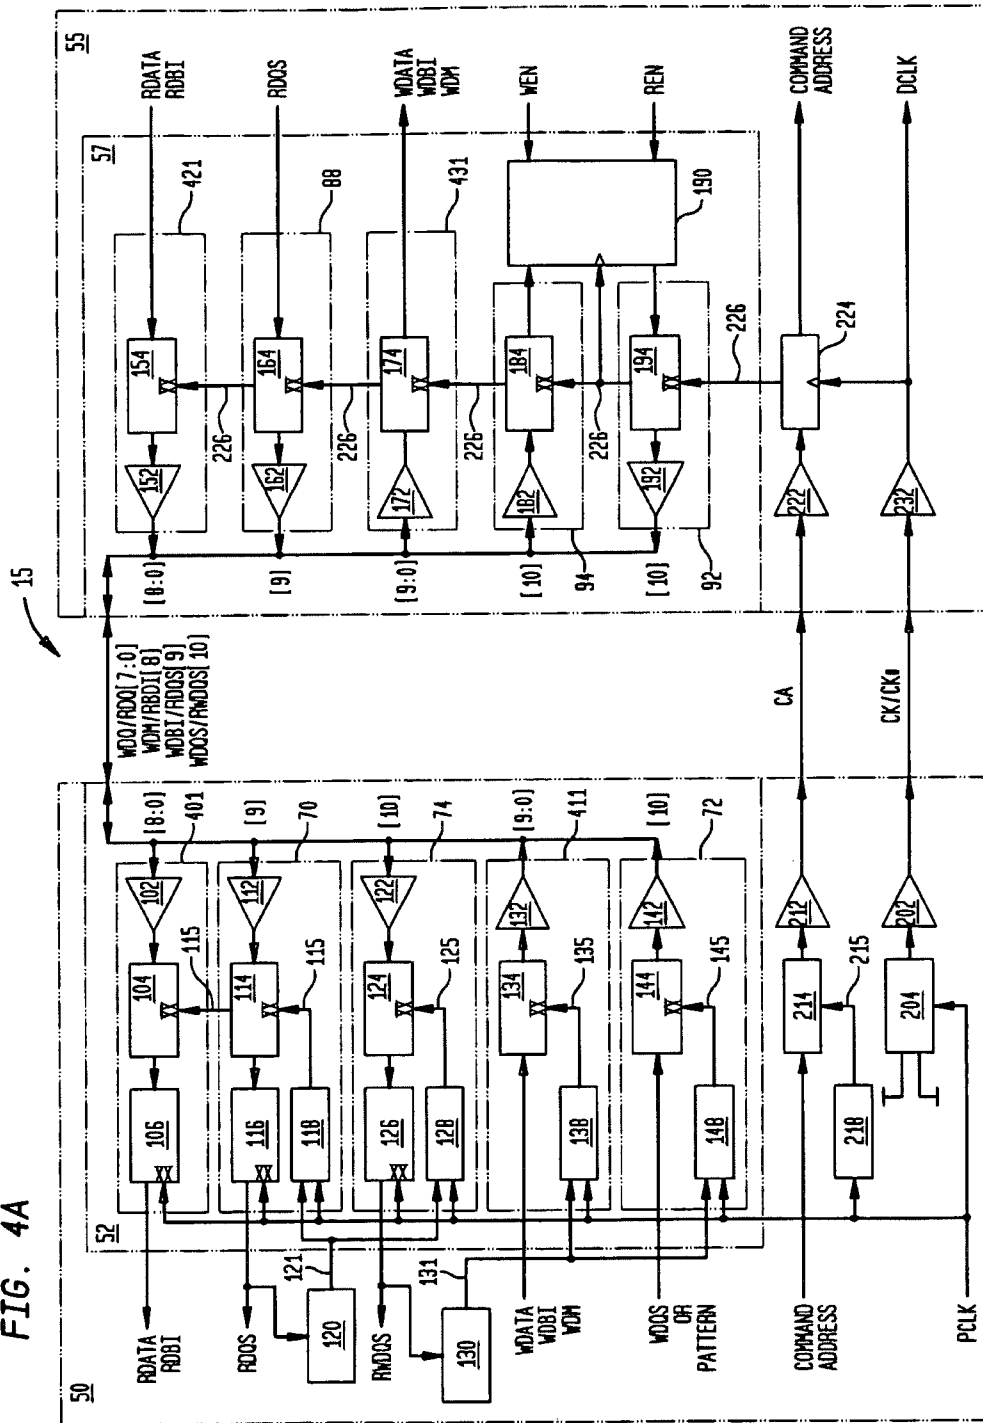 FIG. 4A
15
50
52
RDATA
RDBI
106
104
102
[8:0]
401
115
RDQS
116
114
112
[9]
70
118
115
120
121
RWDQS
126
124
122
[10]
74
128
125
130
131
WDATA
WDBI
WDM
134
132
[9:0]
411
138
135
WDQS
OR
PATTERN
144
142
[10]
72
148
145
COMMAND
ADDRESS
214
212
218
215
204
202
PCLK
WDQ/RDQ[7:0]
WDM/RBDI[8]
WDBI/RDQS[9]
WDQS/RWDQS[10]
CA
CK/CK#
55
57
[8:0]
152
154
421
RDATA
RDBI
226
[9]
162
164
88
RDQS
226
[9:0]
172
174
431
WDATA
WDBI
WDM
226
[10]
182
184
94
WEN
226
190
[10]
192
194
92
REN
226
222
224
COMMAND
ADDRESS
232
DCLK